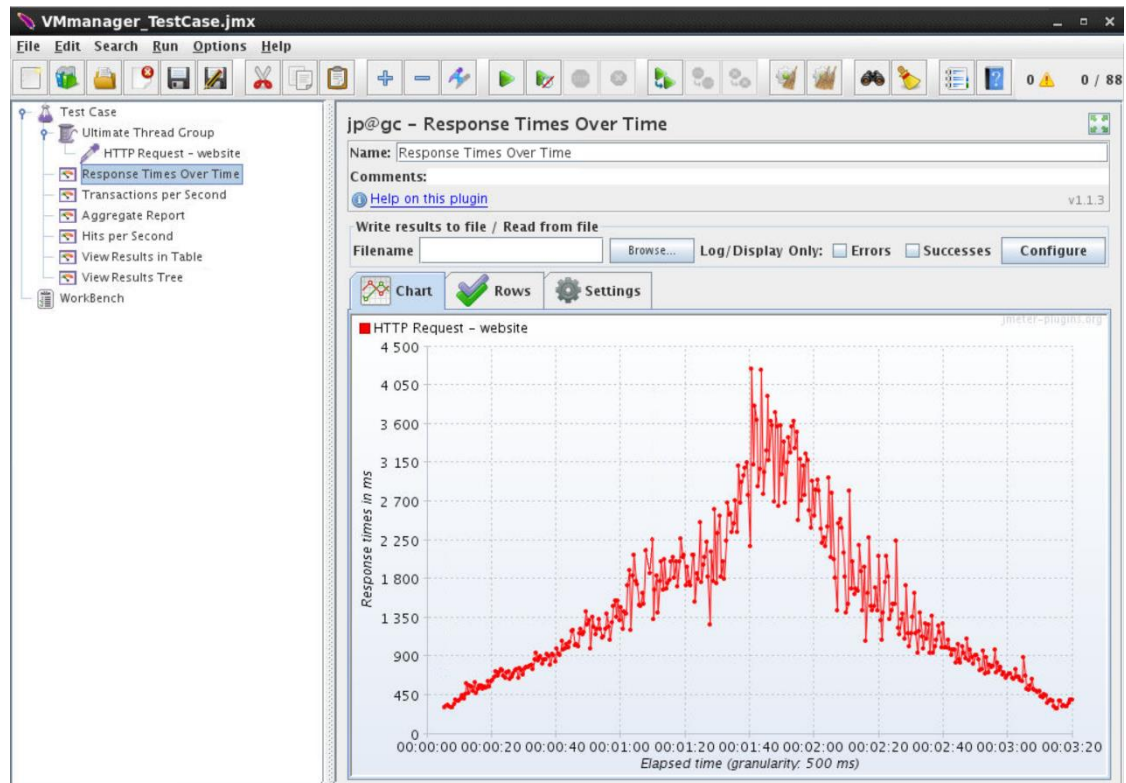 VMmanager_TestCase.jmx
File Edit Search Run Options Help
0 0 / 88
Test Case
Ultimate Thread Group
HTTP Request – website
Response Times Over Time
Transactions per Second
Aggregate Report
Hits per Second
View Results in Table
View Results Tree
WorkBench
jp@gc – Response Times Over Time
Name: Response Times Over Time
Comments:
Help on this plugin v1.1.3
Write results to file / Read from file
Filename Browse... Log/Display Only: Errors Successes Configure
Chart Rows Settings
HTTP Request – website jmeter-plugins.org
4 500
4 050
3 600
3 150
2 700
2 250
1 800
1 350
900
450
0
Response times in ms
00:00:00 00:00:20 00:00:40 00:01:00 00:01:20 00:01:40 00:02:00 00:02:20 00:02:40 00:03:00 00:03:20
Elapsed time (granularity: 500 ms)